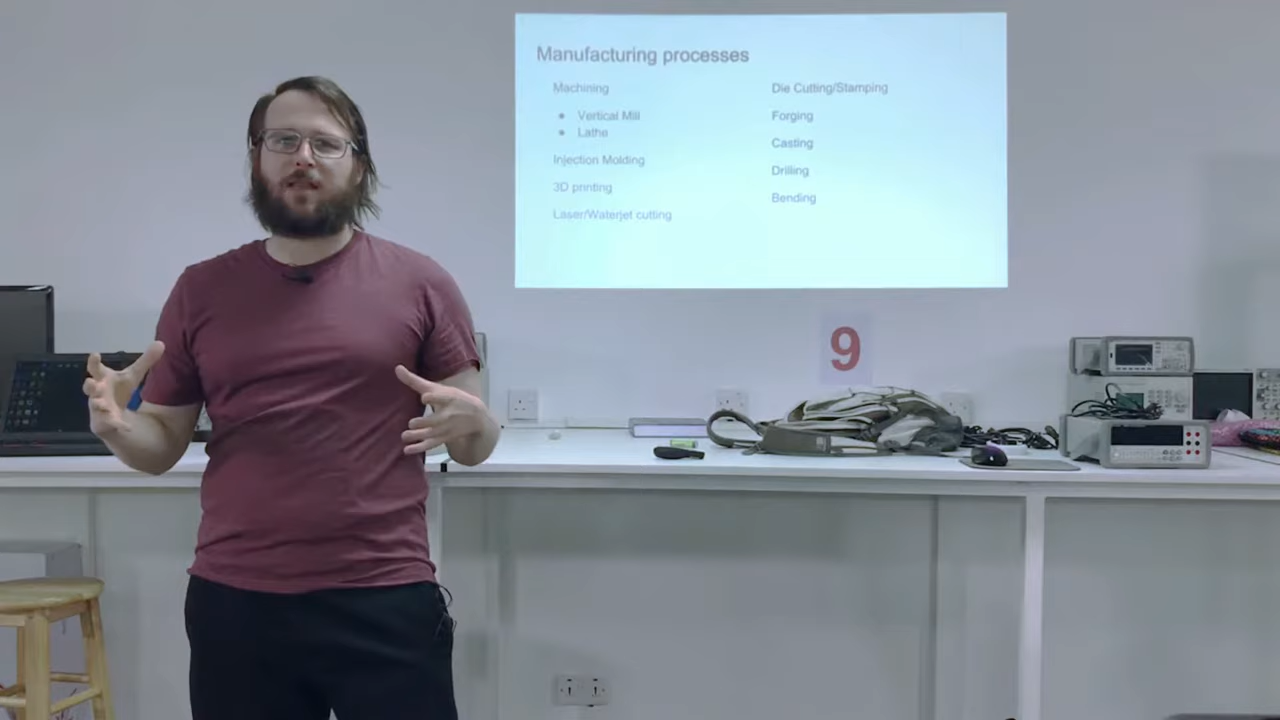 Manufacturing processes
Machining
● Vertical Mill
● Lathe
Injection Molding
3D printing
Laser/Waterjet cutting
Die Cutting/Stamping
Forging
Casting
Drilling
Bending
9